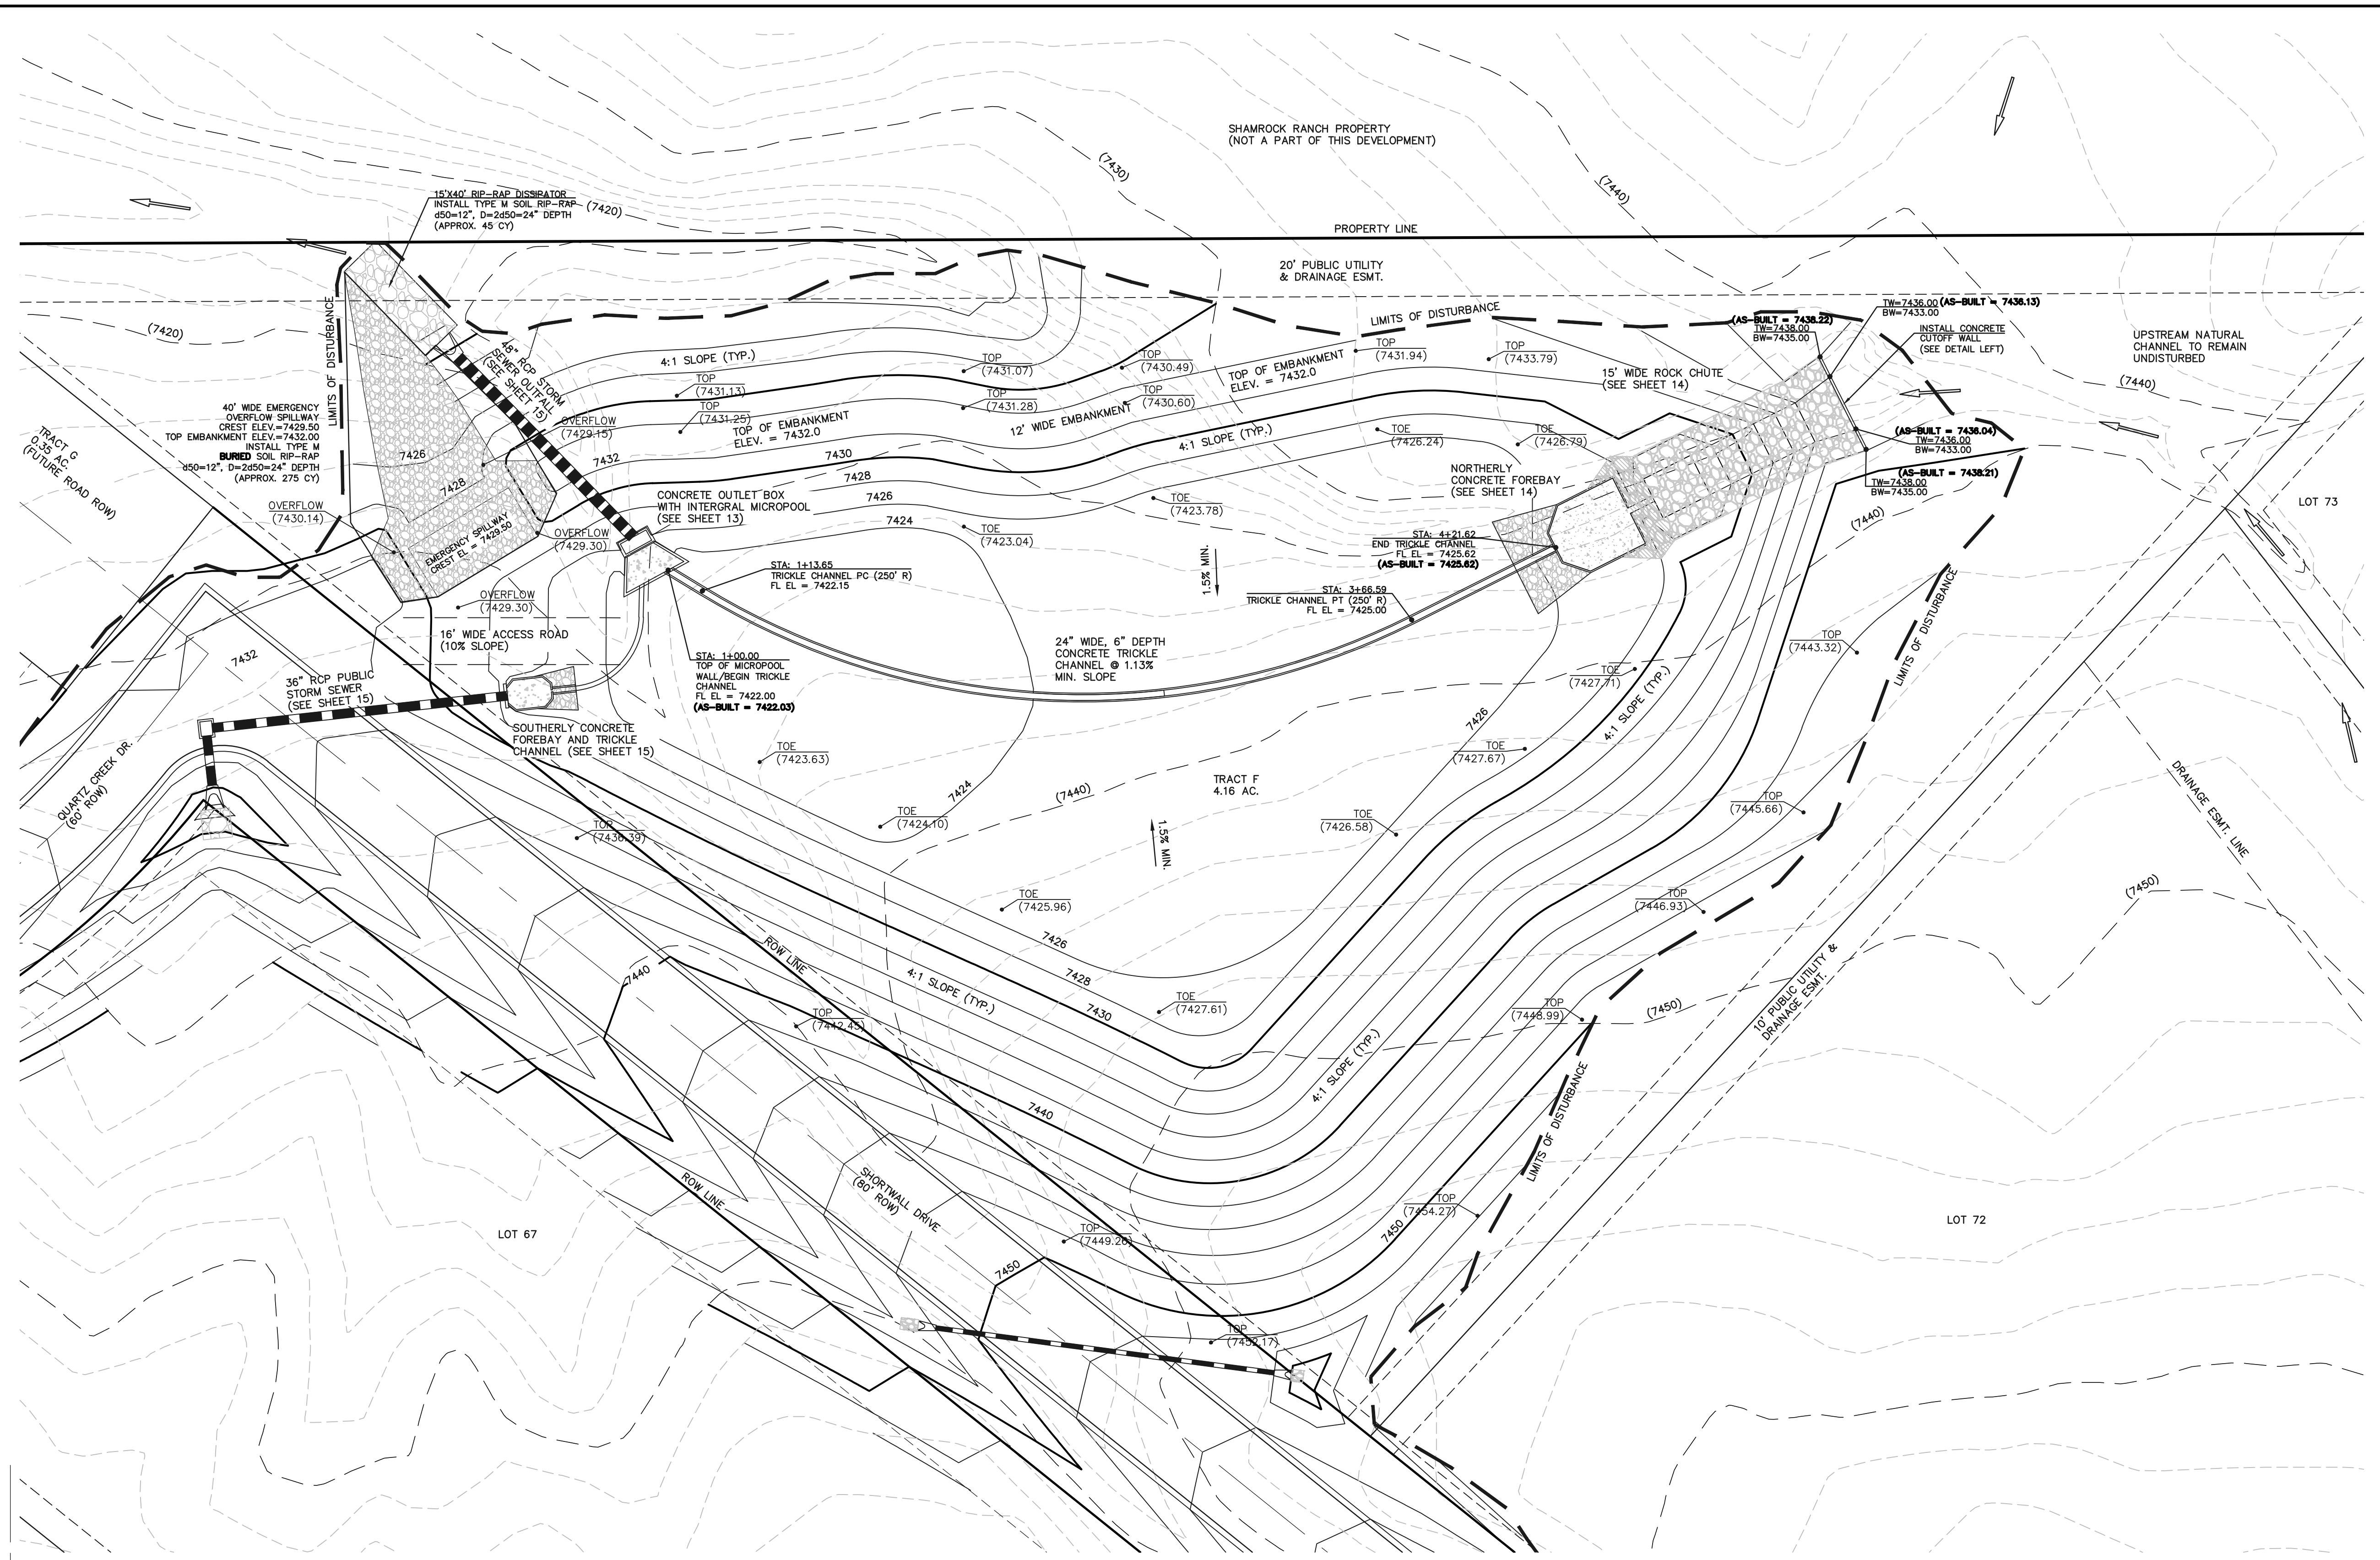 SHAMROCK RANCH PROPERTY
(NOT A PART OF THIS DEVELOPMENT)
(7430)
(7440)
15'X40' RIP-RAP DISSIPATOR
INSTALL TYPE M SOIL RIP-RAP
d50=12", D=2d50=24" DEPTH
(APPROX. 45 CY)
(7420)
PROPERTY LINE
20' PUBLIC UTILITY
& DRAINAGE ESMT.
LIMITS OF DISTURBANCE
(7420)
LIMITS OF DISTURBANCE
TW=7436.00 (AS-BUILT = 7436.13)
BW=7433.00
(AS-BUILT = 7438.22)
TW=7438.00
BW=7435.00
INSTALL CONCRETE
CUTOFF WALL
(SEE DETAIL LEFT)
UPSTREAM NATURAL
CHANNEL TO REMAIN
UNDISTURBED
(7440)
48" RCP STORM
SEWER OUTFALL
(SEE SHEET 15)
4:1 SLOPE (TYP.)
TOP
(7431.13)
TOP
(7431.07)
TOP
(7430.49)
TOP
(7431.94)
TOP
(7433.79)
TOP OF EMBANKMENT
ELEV. = 7432.0
15' WIDE ROCK CHUTE
(SEE SHEET 14)
TOP
(7431.25)
TOP
(7431.28)
TOP
(7430.60)
40' WIDE EMERGENCY
OVERFLOW SPILLWAY
CREST ELEV.=7429.50
TOP EMBANKMENT ELEV.=7432.00
INSTALL TYPE M
BURIED SOIL RIP-RAP
d50=12", D=2d50=24" DEPTH
(APPROX. 275 CY)
TRACT G
0.35 AC.
(FUTURE ROAD ROW)
OVERFLOW
(7429.15)
TOP OF EMBANKMENT
ELEV. = 7432.0
12' WIDE EMBANKMENT
4:1 SLOPE (TYP.)
TOE
(7426.24)
TOE
(7426.79)
(AS-BUILT = 7436.04)
TW=7436.00
BW=7433.00
(AS-BUILT = 7438.21)
TW=7438.00
BW=7435.00
7426
7428
7432
7430
7428
7426
7424
NORTHERLY
CONCRETE FOREBAY
(SEE SHEET 14)
OVERFLOW
(7430.14)
EMERGENCY SPILLWAY
CREST EL = 7429.50
CONCRETE OUTLET BOX
WITH INTERGRAL MICROPOOL
(SEE SHEET 13)
OVERFLOW
(7429.30)
TOE
(7423.04)
TOE
(7423.78)
LOT 73
(7440)
STA: 4+21.62
END TRICKLE CHANNEL
FL EL = 7425.62
(AS-BUILT = 7425.62)
STA: 1+13.65
TRICKLE CHANNEL PC (250' R)
FL EL = 7422.15
1.5% MIN.
STA: 3+66.59
TRICKLE CHANNEL PT (250' R)
FL EL = 7425.00
OVERFLOW
(7429.30)
16' WIDE ACCESS ROAD
(10% SLOPE)
24" WIDE, 6" DEPTH
CONCRETE TRICKLE
CHANNEL @ 1.13%
MIN. SLOPE
STA: 1+00.00
TOP OF MICROPOOL
WALL/BEGIN TRICKLE
CHANNEL
FL EL = 7422.00
(AS-BUILT = 7422.03)
7432
36" RCP PUBLIC
STORM SEWER
(SEE SHEET 15)
TOE
(7427.71)
TOP
(7443.32)
LIMITS OF DISTURBANCE
4:1 SLOPE (TYP.)
SOUTHERLY CONCRETE
FOREBAY AND TRICKLE
CHANNEL (SEE SHEET 15)
7426
QUARTZ CREEK DR.
(60' ROW)
TOE
(7423.63)
TOE
(7427.67)
TRACT F
4.16 AC.
7424
(7440)
TOE
(7424.10)
TOP
(7436.39)
1.5% MIN.
TOE
(7426.58)
TOP
(7445.66)
DRAINAGE ESMT. LINE
TOE
(7425.96)
TOP
(7446.93)
(7450)
7426
ROW LINE
7428
7430
4:1 SLOPE (TYP.)
7440
TOE
(7427.61)
TOP
(7448.99)
(7450)
10' PUBLIC UTILITY &
DRAINAGE ESMT.
TOP
(7442.45)
4:1 SLOPE (TYP.)
LIMITS OF DISTURBANCE
7440
ROW LINE
SHORTWALL DRIVE
(80' ROW)
TOP
(7454.27)
LOT 67
LOT 72
TOP
(7449.26)
7450
7450
TOP
(7452.17)